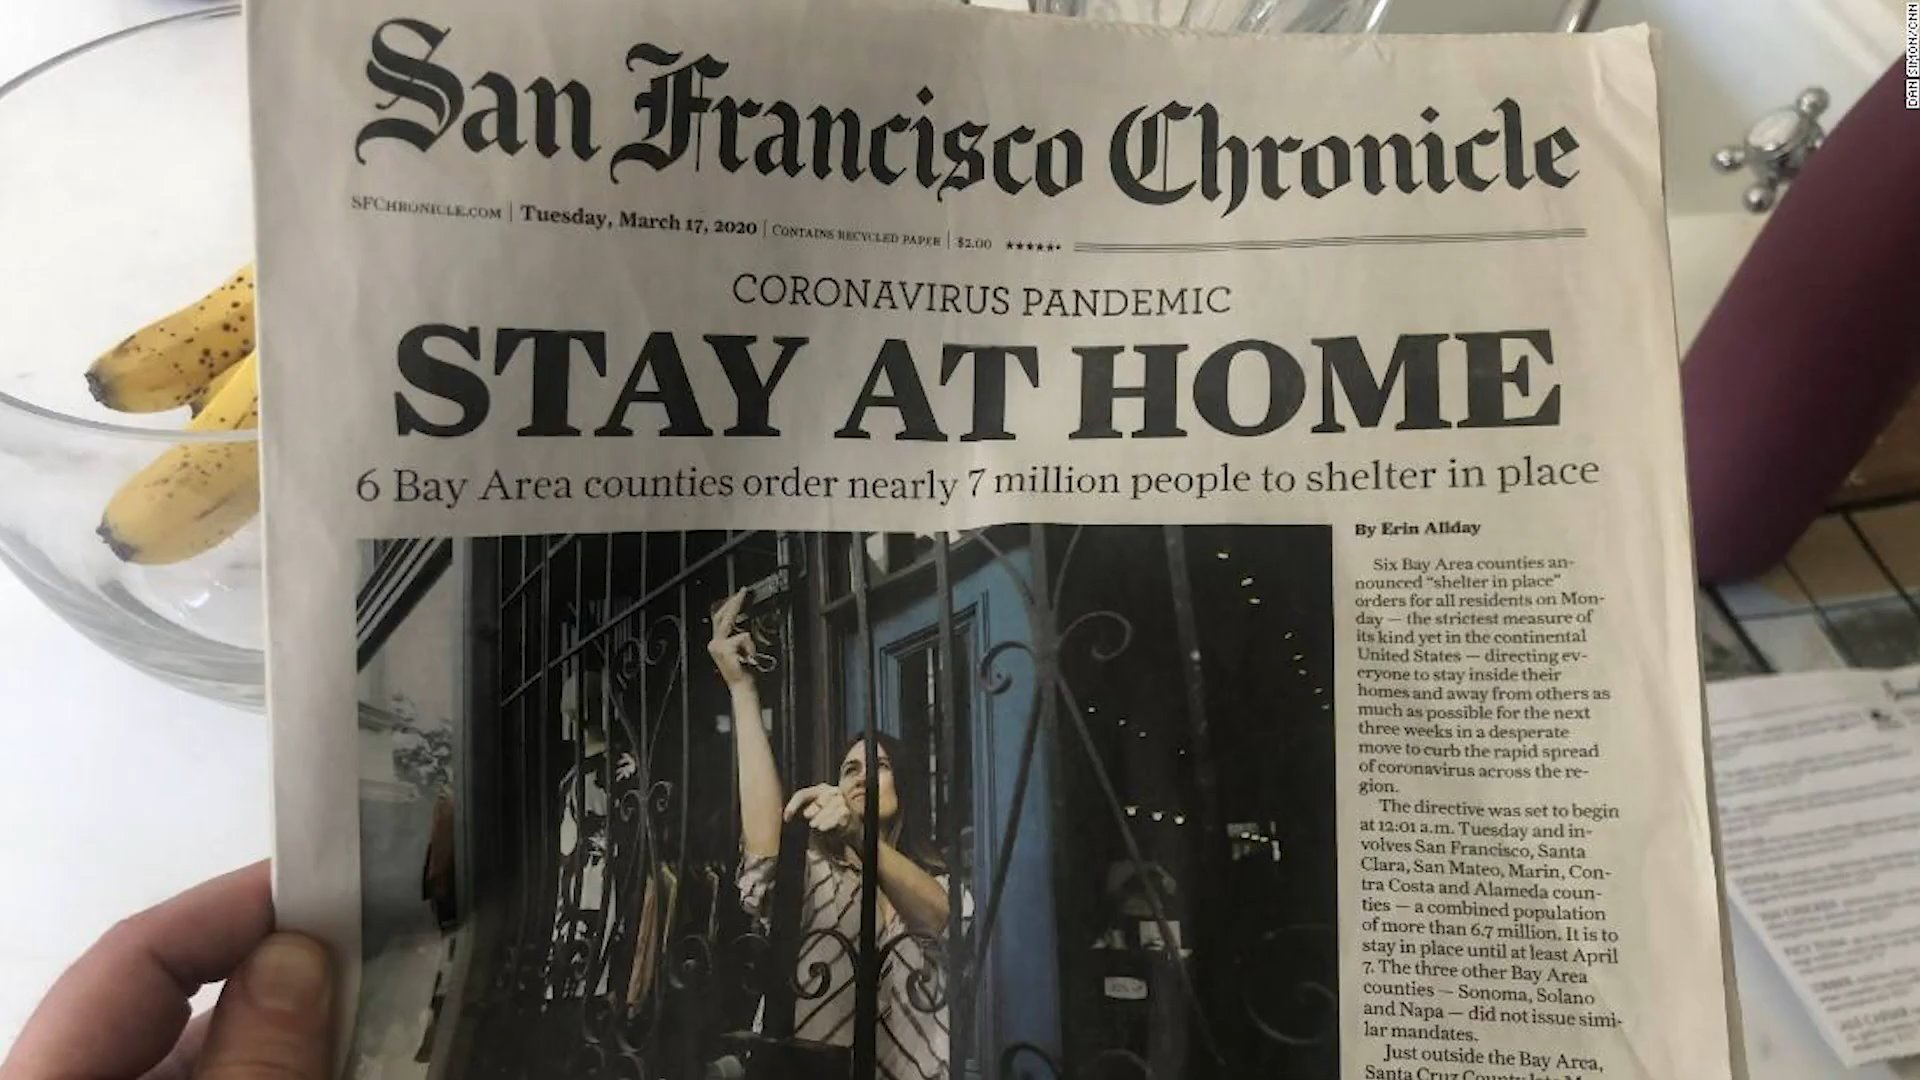 DAN SIMON/CNN
San Francisco Chronicle
SFCHRONICLE.COM | Tuesday, March 17, 2020 | CONTAINS RECYCLED PAPER | $2.00 ★★★★★★
CORONAVIRUS PANDEMIC
STAY AT HOME
6 Bay Area counties order nearly 7 million people to shelter in place
By Erin Allday
Six Bay Area counties an-
nounced “shelter in place”
orders for all residents on Mon-
day — the strictest measure of
its kind yet in the continental
United States — directing ev-
eryone to stay inside their
homes and away from others as
much as possible for the next
three weeks in a desperate
move to curb the rapid spread
of coronavirus across the re-
gion.
The directive was set to begin
at 12:01 a.m. Tuesday and in-
volves San Francisco, Santa
Clara, San Mateo, Marin, Con-
tra Costa and Alameda coun-
ties — a combined population
of more than 6.7 million. It is to
stay in place until at least April
7. The three other Bay Area
counties — Sonoma, Solano
and Napa — did not issue simi-
lar mandates.
Just outside the Bay Area,
Santa Cruz County